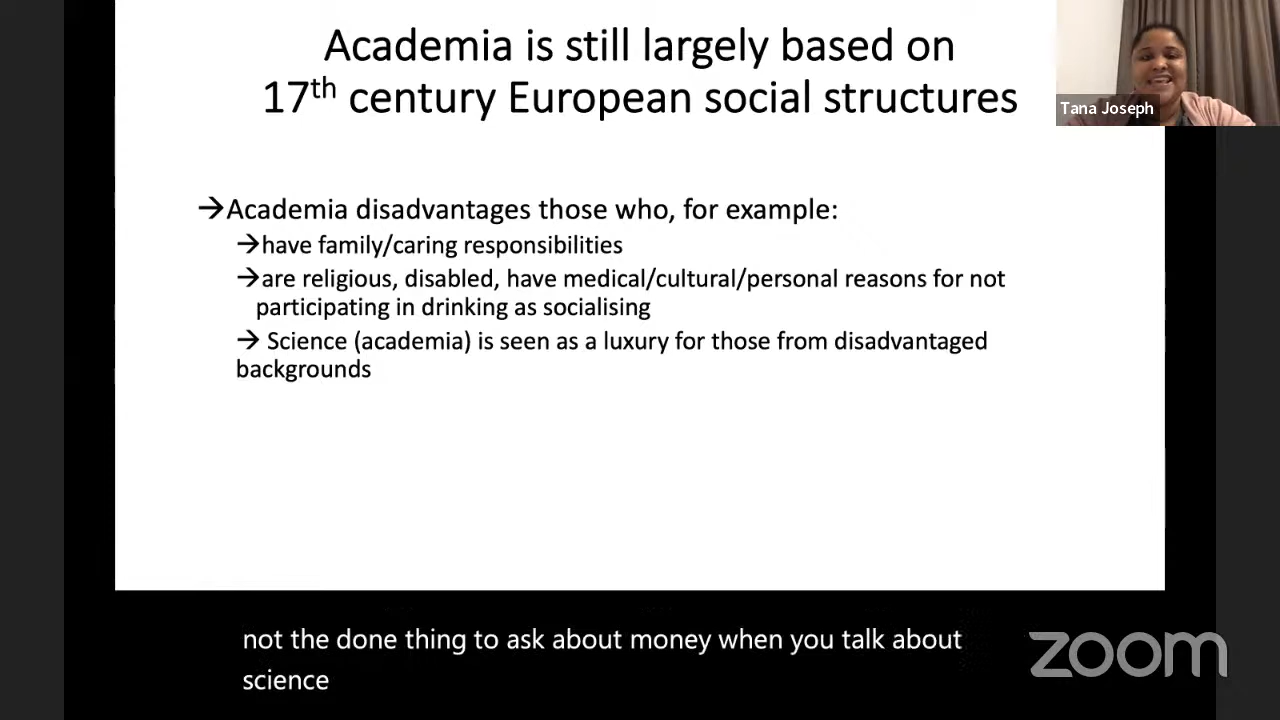 Academia is still largely based on
17th century European social structures
Tana Joseph
→Academia disadvantages those who, for example:
→have family/caring responsibilities
→are religious, disabled, have medical/cultural/personal reasons for not
participating in drinking as socialising
→ Science (academia) is seen as a luxury for those from disadvantaged
backgrounds
not the done thing to ask about money when you talk about
science
zoom